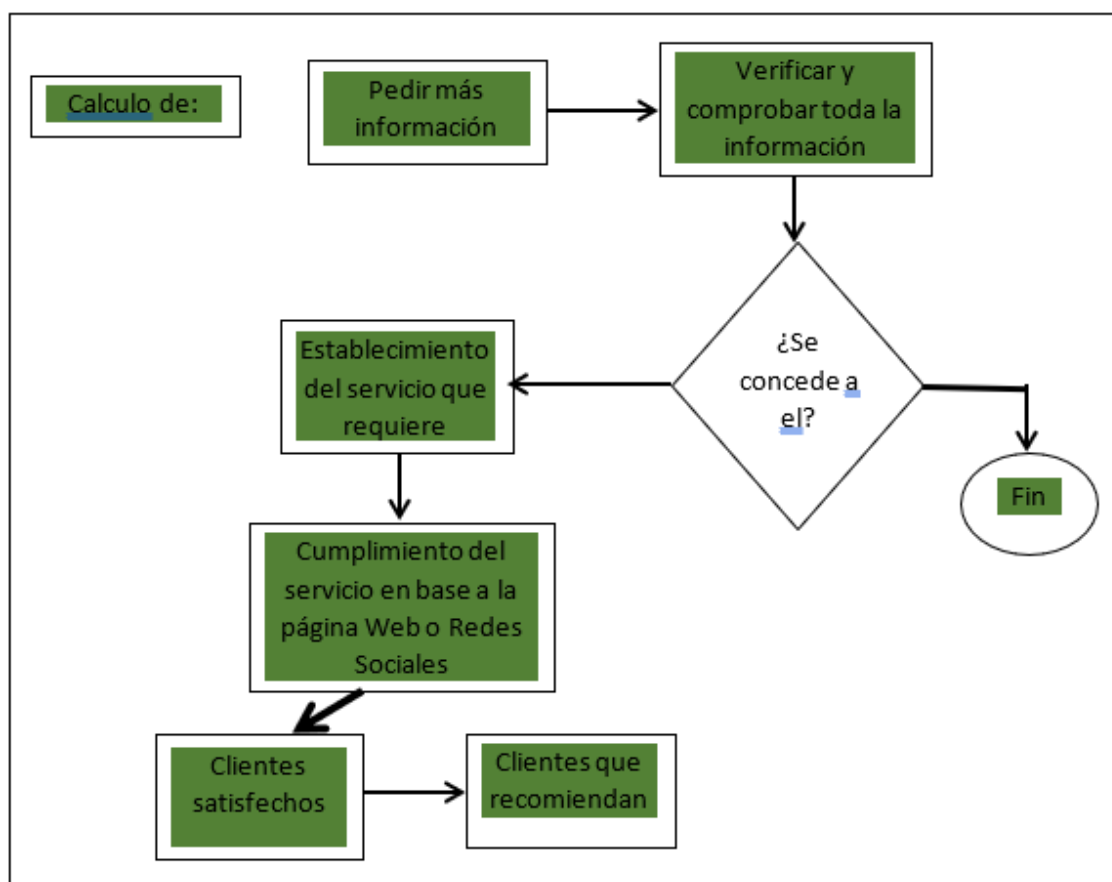 Calculo de:
Pedir más
información
Verificar y
comprobar toda la
información
¿Se
concede a
el?
Establecimiento
del servicio que
requiere
Fin
Cumplimiento del
servicio en base a la
página Web o Redes
Sociales
Clientes
satisfechos
Clientes que
recomiendan